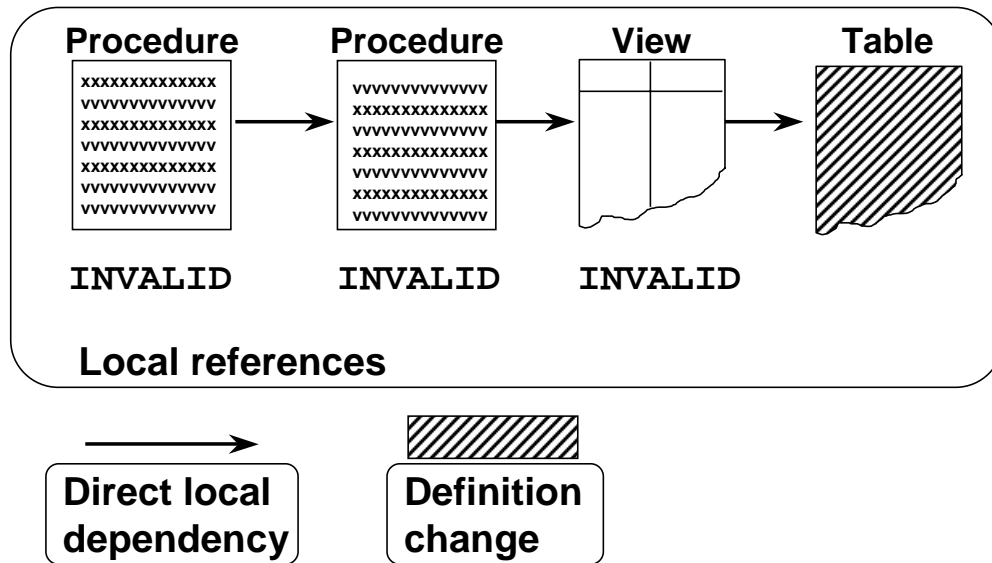 Procedure
Procedure
View
Table
xxxxxxxxxxxxxx
vvvvvvvvvvvvvv
xxxxxxxxxxxxxx
vvvvvvvvvvvvvv
xxxxxxxxxxxxxx
vvvvvvvvvvvvvv
vvvvvvvvvvvvvv
vvvvvvvvvvvvvv
xxxxxxxxxxxxxx
vvvvvvvvvvvvvv
xxxxxxxxxxxxxx
vvvvvvvvvvvvvv
xxxxxxxxxxxxxx
vvvvvvvvvvvvvv
INVALID
INVALID
INVALID
Local references
Direct local
dependency
Definition
change